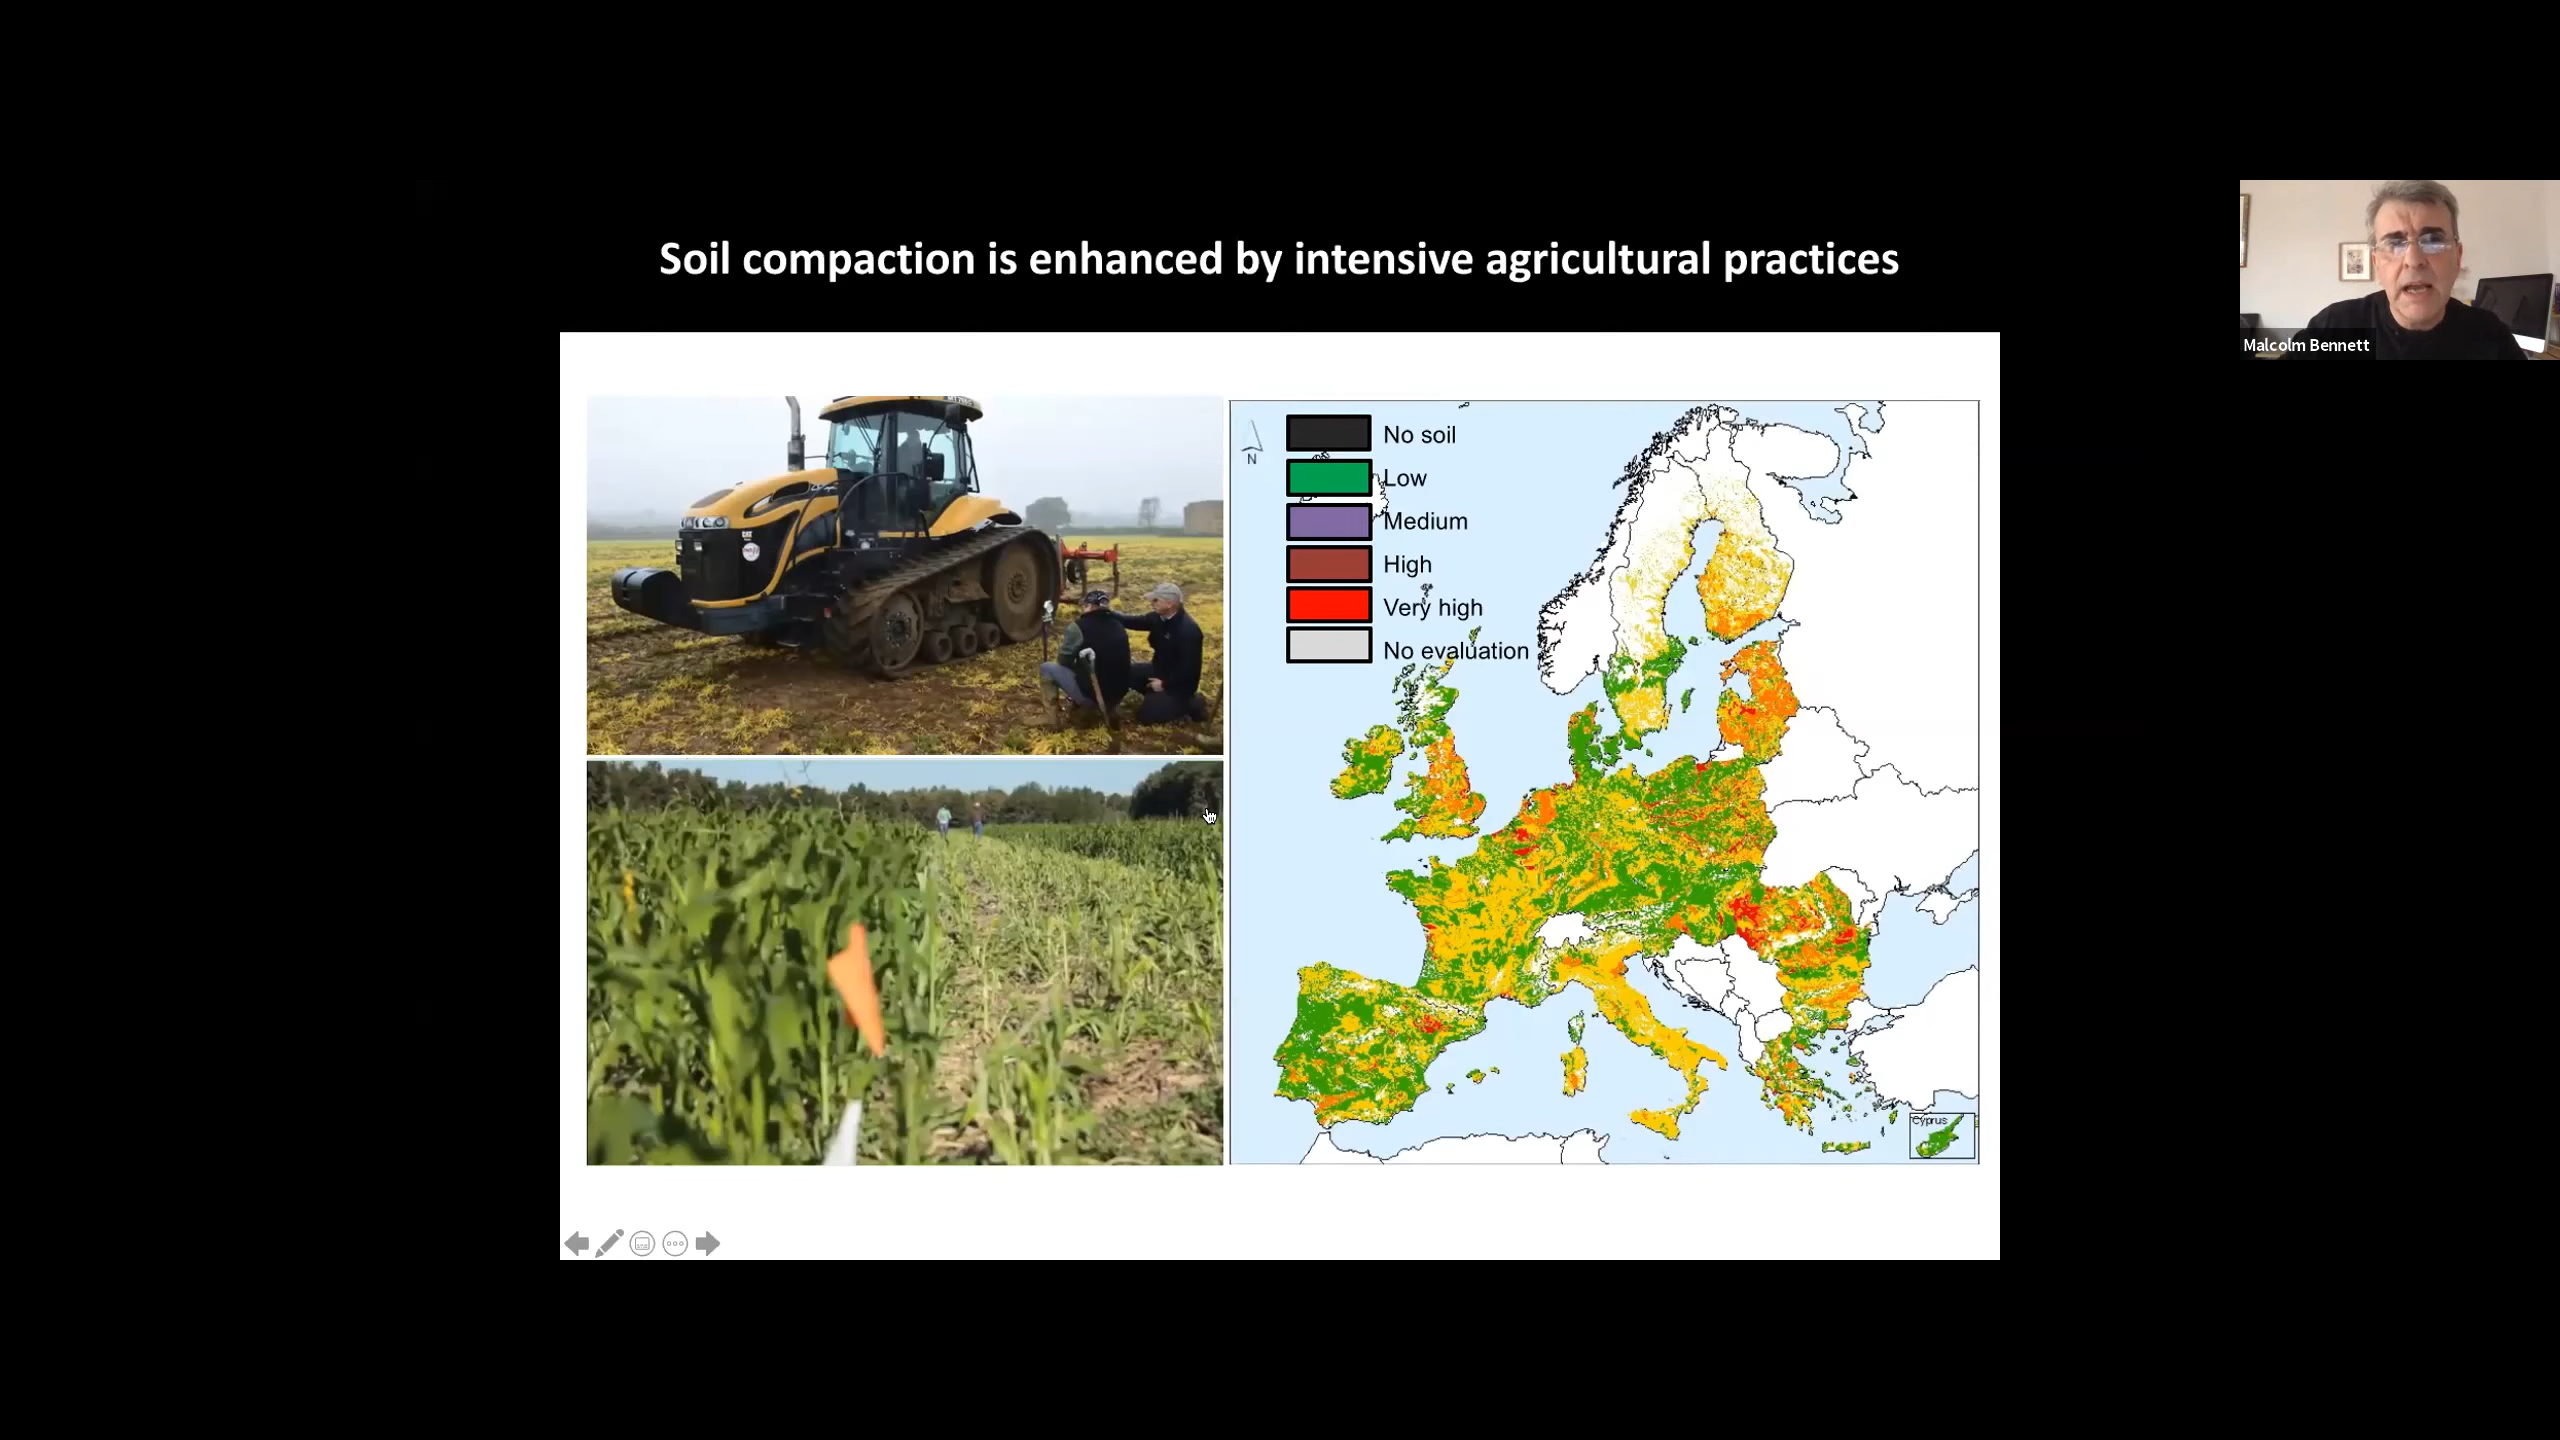 Soil compaction is enhanced by intensive agricultural practices
Malcolm Bennett
N
No soil
Low
Medium
High
Very high
No evaluation
Cyprus
CAT